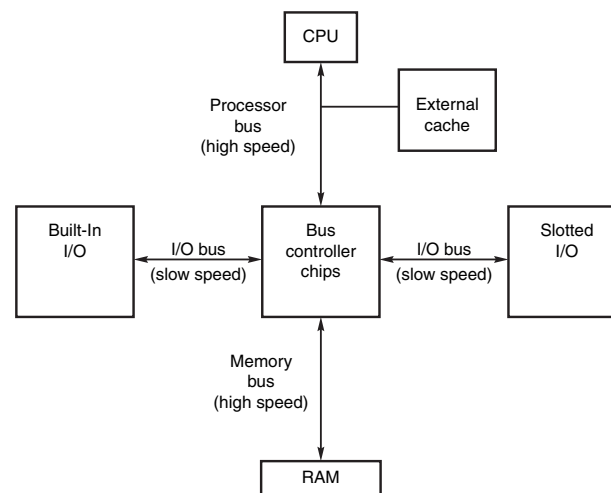 CPU
Processor
bus
(high speed)
External
cache
Built-In
I/O
I/O bus
(slow speed)
Bus
controller
chips
I/O bus
(slow speed)
Slotted
I/O
Memory
bus
(high speed)
RAM